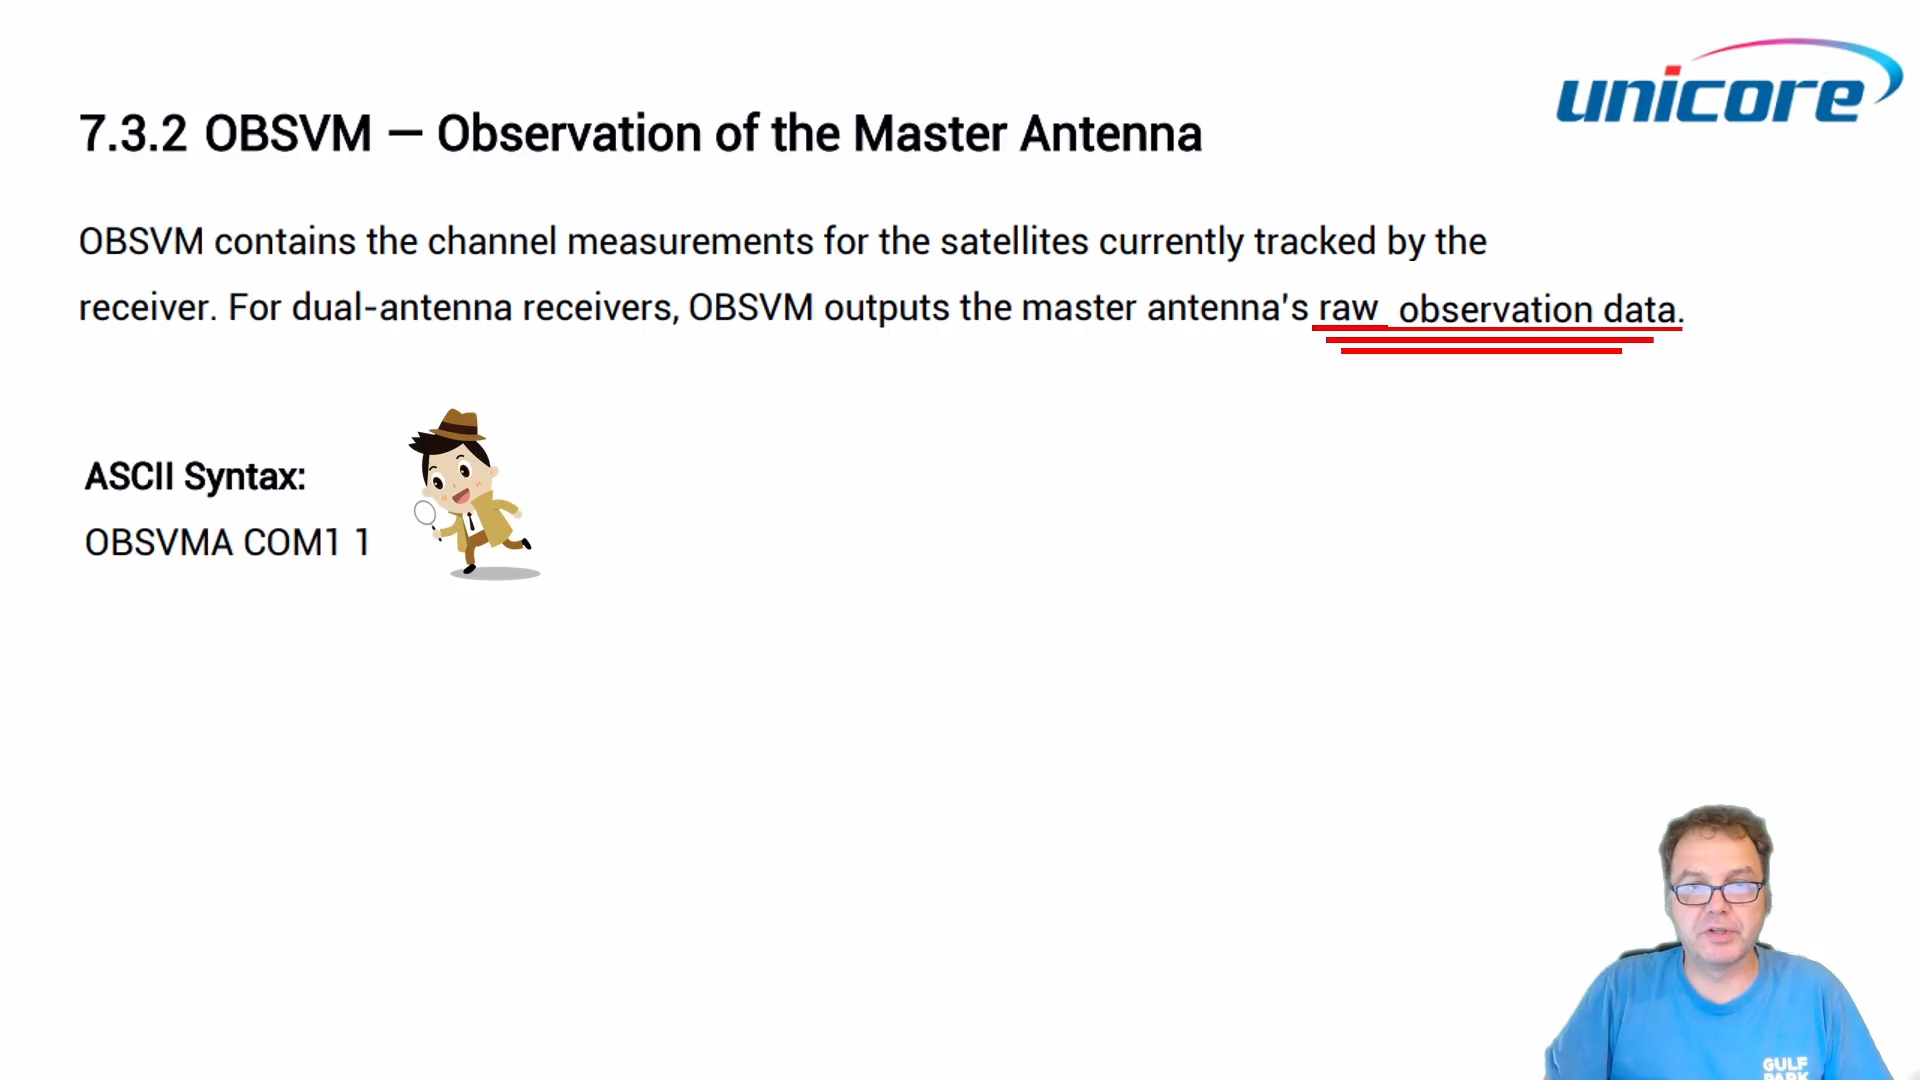 unicore
7.3.2 OBSVM — Observation of the Master Antenna
OBSVM contains the channel measurements for the satellites currently tracked by the
receiver. For dual-antenna receivers, OBSVM outputs the master antenna's raw observation data.
ASCII Syntax:
OBSVMA COM1 1
GULF
PARK